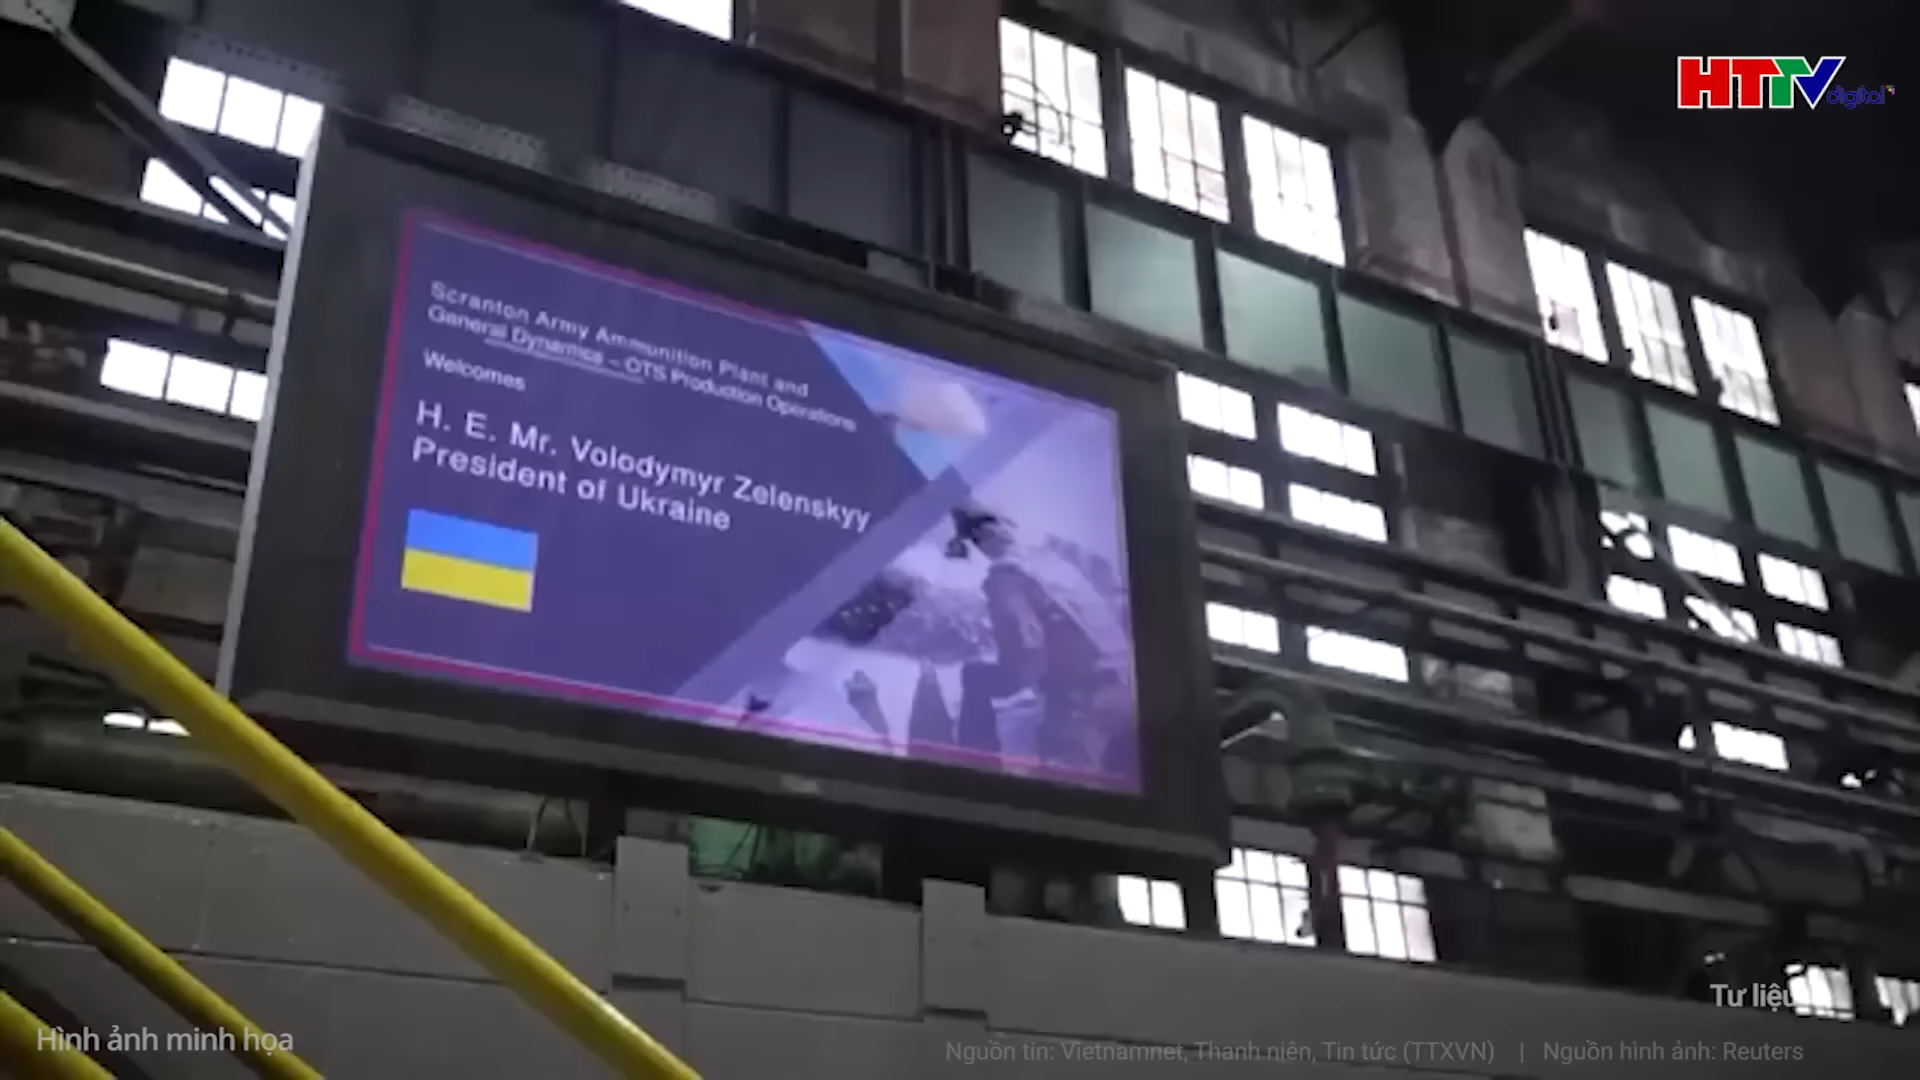 HTTV digital
Scranton Army Ammunition Plant and
General Dynamics – OTS Production Operations
Welcomes
H. E. Mr. Volodymyr Zelenskyy
President of Ukraine
Tư liệu
Hình ảnh minh họa
Nguồn tin: Vietnamnet, Thanh niên, Tin tức (TTXVN) | Nguồn hình ảnh: Reuters